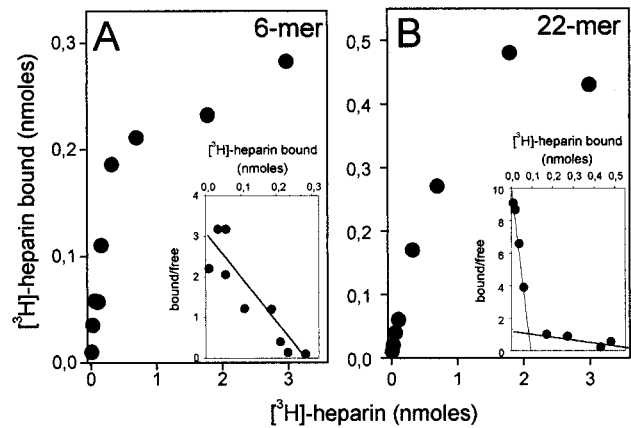 A
6-mer
[³H]-heparin bound (nmoles)
0,3
0,2
0,1
0,0
0
1
2
3
[³H]-heparin bound
(nmoles)
0,0 0,1 0,2 0,3
bound/free
4
3
2
1
0
B
22-mer
0,5
0,4
0,3
0,2
0,1
0,0
0
1
2
3
[³H]-heparin bound
(nmoles)
0,0 0,1 0,2 0,3 0,4 0,5
bound/free
10
8
6
4
2
0
[³H]-heparin (nmoles)